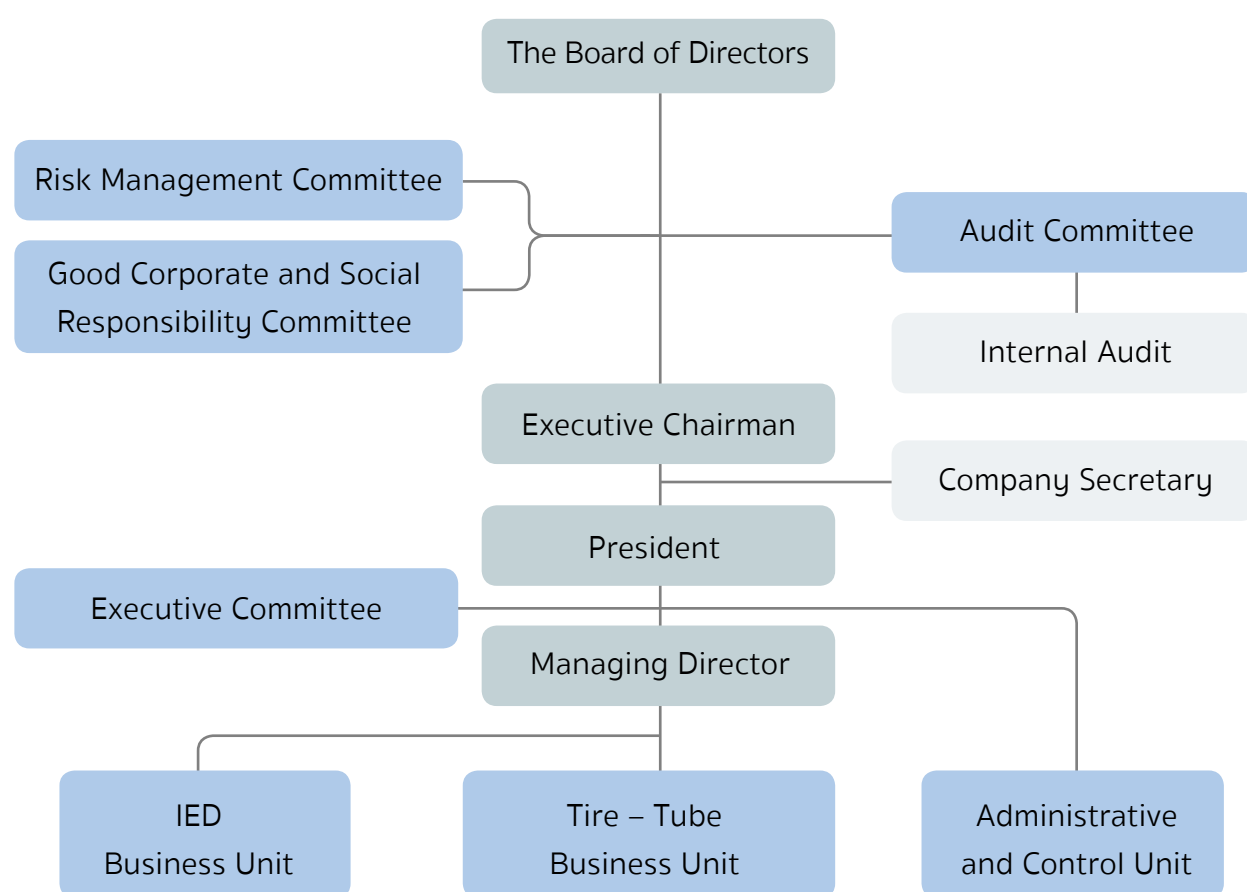 The Board of Directors
Risk Management Committee
Audit Committee
Good Corporate and Social
Responsibility Committee
Internal Audit
Executive Chairman
Company Secretary
President
Executive Committee
Managing Director
IED
Business Unit
Tire – Tube
Business Unit
Administrative
and Control Unit